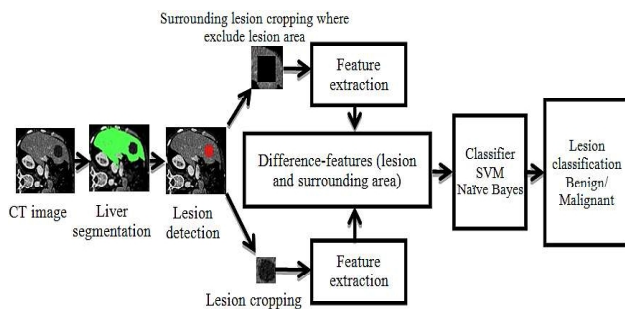 Surrounding lesion cropping where
exclude lesion area
Feature
extraction
CT image
Liver
segmentation
Lesion
detection
Difference-features (lesion
and surrounding area)
Classifier
SVM
Naïve Bayes
Lesion
classification
Benign/
Malignant
Lesion cropping
Feature
extraction